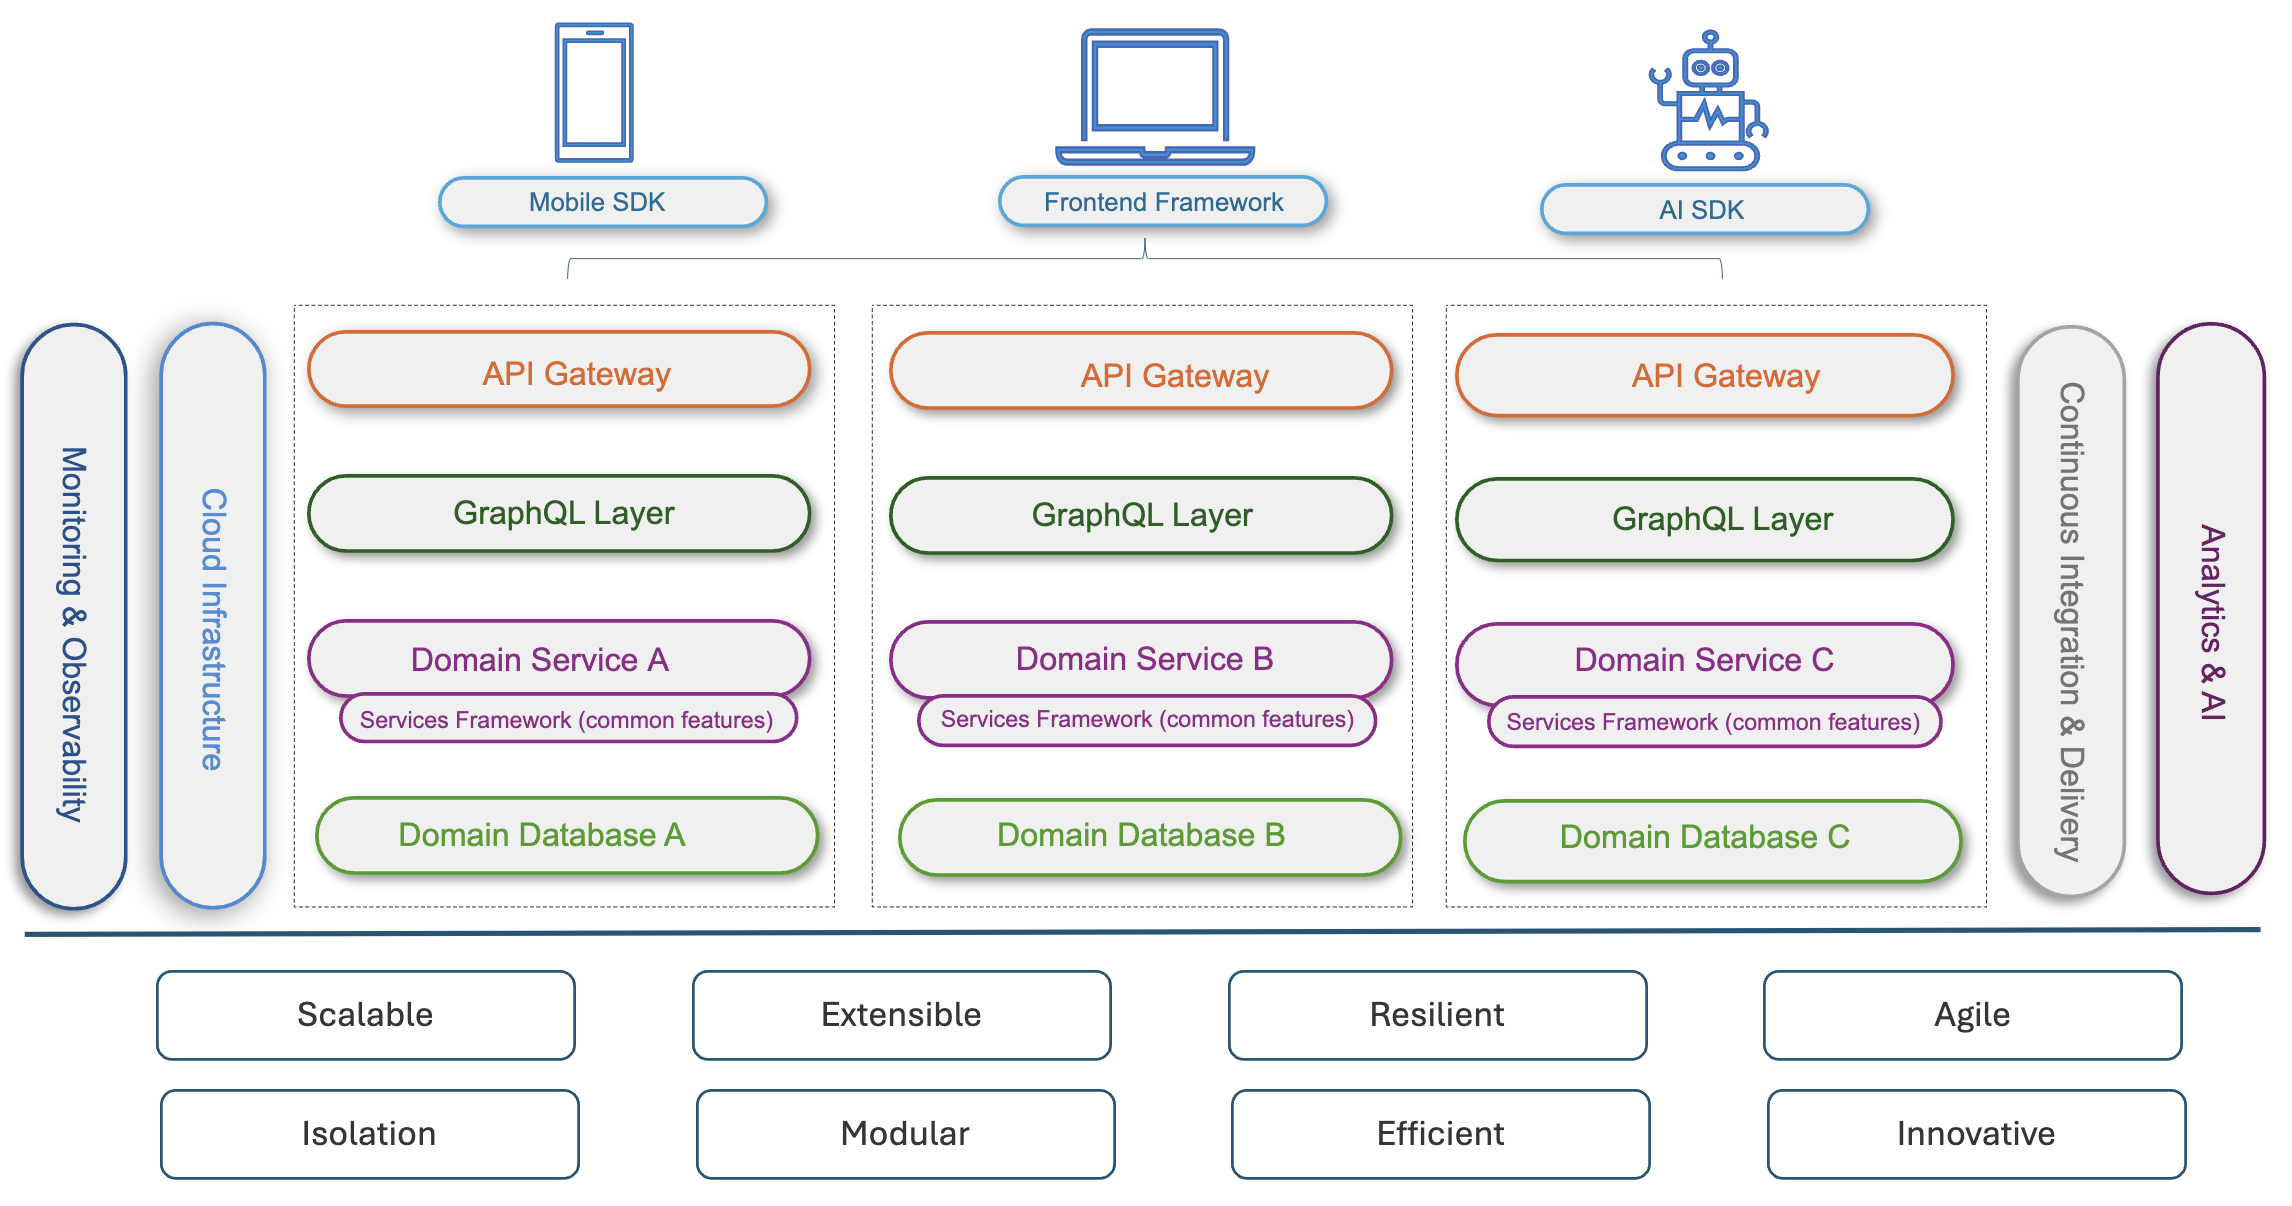 Mobile SDK
Frontend Framework
AI SDK
Monitoring & Observability
Cloud Infrastructure
API Gateway
GraphQL Layer
Domain Service A
Services Framework (common features)
Domain Database A
API Gateway
GraphQL Layer
Domain Service B
Services Framework (common features)
Domain Database B
API Gateway
GraphQL Layer
Domain Service C
Services Framework (common features)
Domain Database C
Continuous Integration & Delivery
Analytics & AI
Scalable
Extensible
Resilient
Agile
Isolation
Modular
Efficient
Innovative